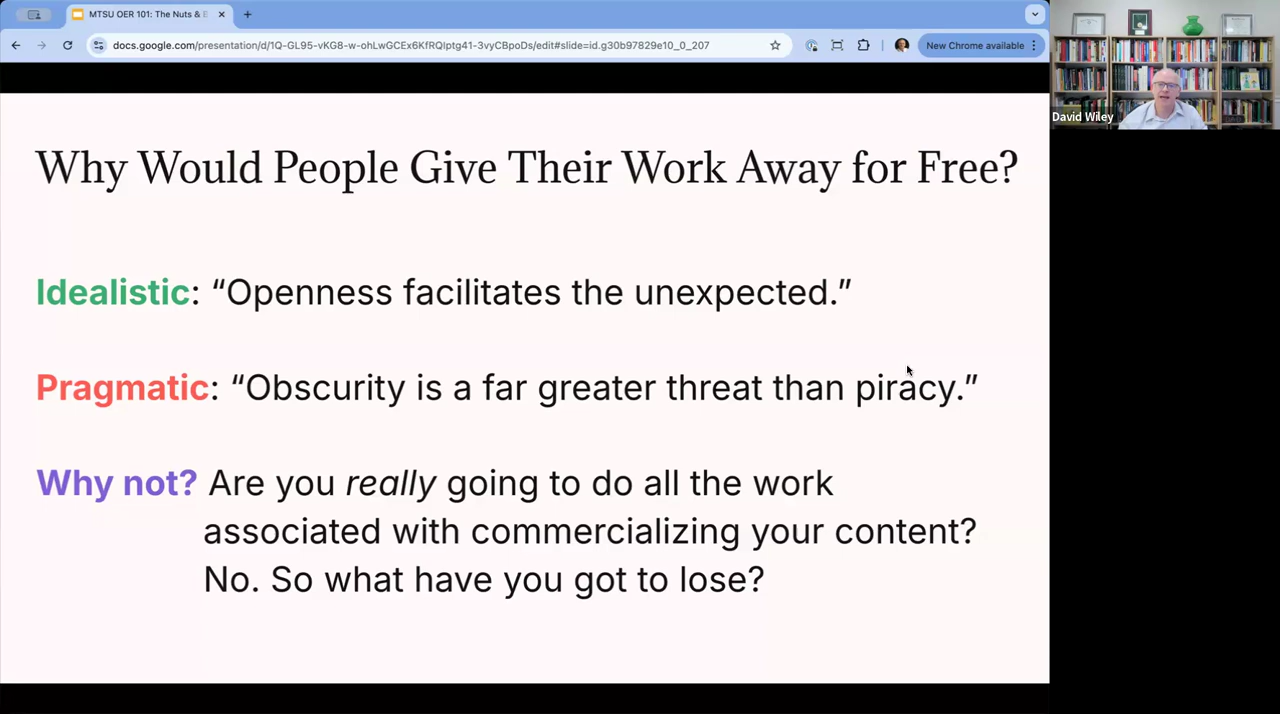 MTSU OER 101: The Nuts & B
docs.google.com/presentation/d/1Q-GL95-vKG8-w-ohLwGCEx6KfRQlptg41-3vyCBpoDs/edit#slide=id.g30b97829e10_0_207
New Chrome available
David Wiley
Why Would People Give Their Work Away for Free?
Idealistic: “Openness facilitates the unexpected.”
Pragmatic: “Obscurity is a far greater threat than piracy.”
Why not? Are you really going to do all the work
associated with commercializing your content?
No. So what have you got to lose?